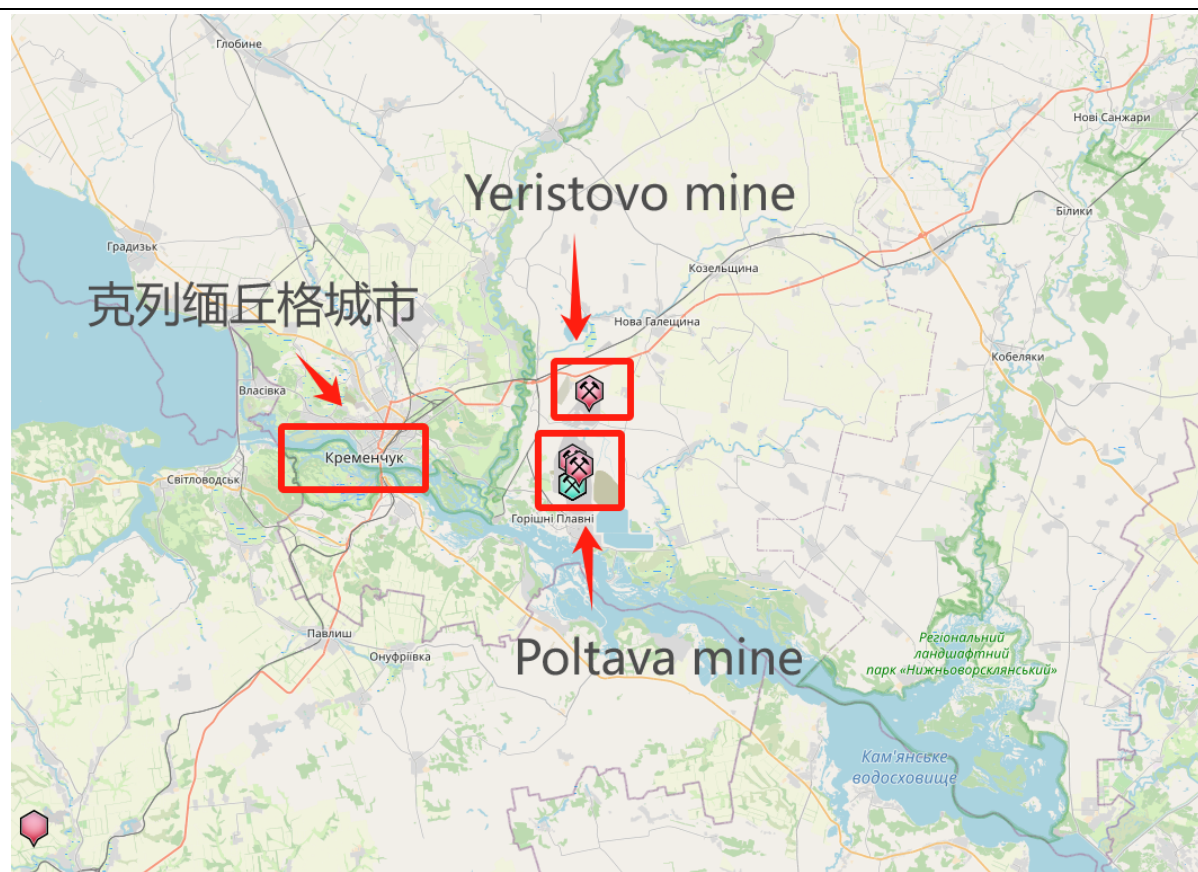 Глобине
Нові Санжари
Yeristovo mine
Білики
Градизьк
Козельщина
克列缅丘格城市
Нова Галещина
Кобеляки
Власівка
Кременчук
Світловодськ
Горішні Плавні
Павлиш
Онуфріївка
Poltava mine
Регіональний
ландшафтний
парк «Нижньоворсклянський»
Кам'янське
водосховище